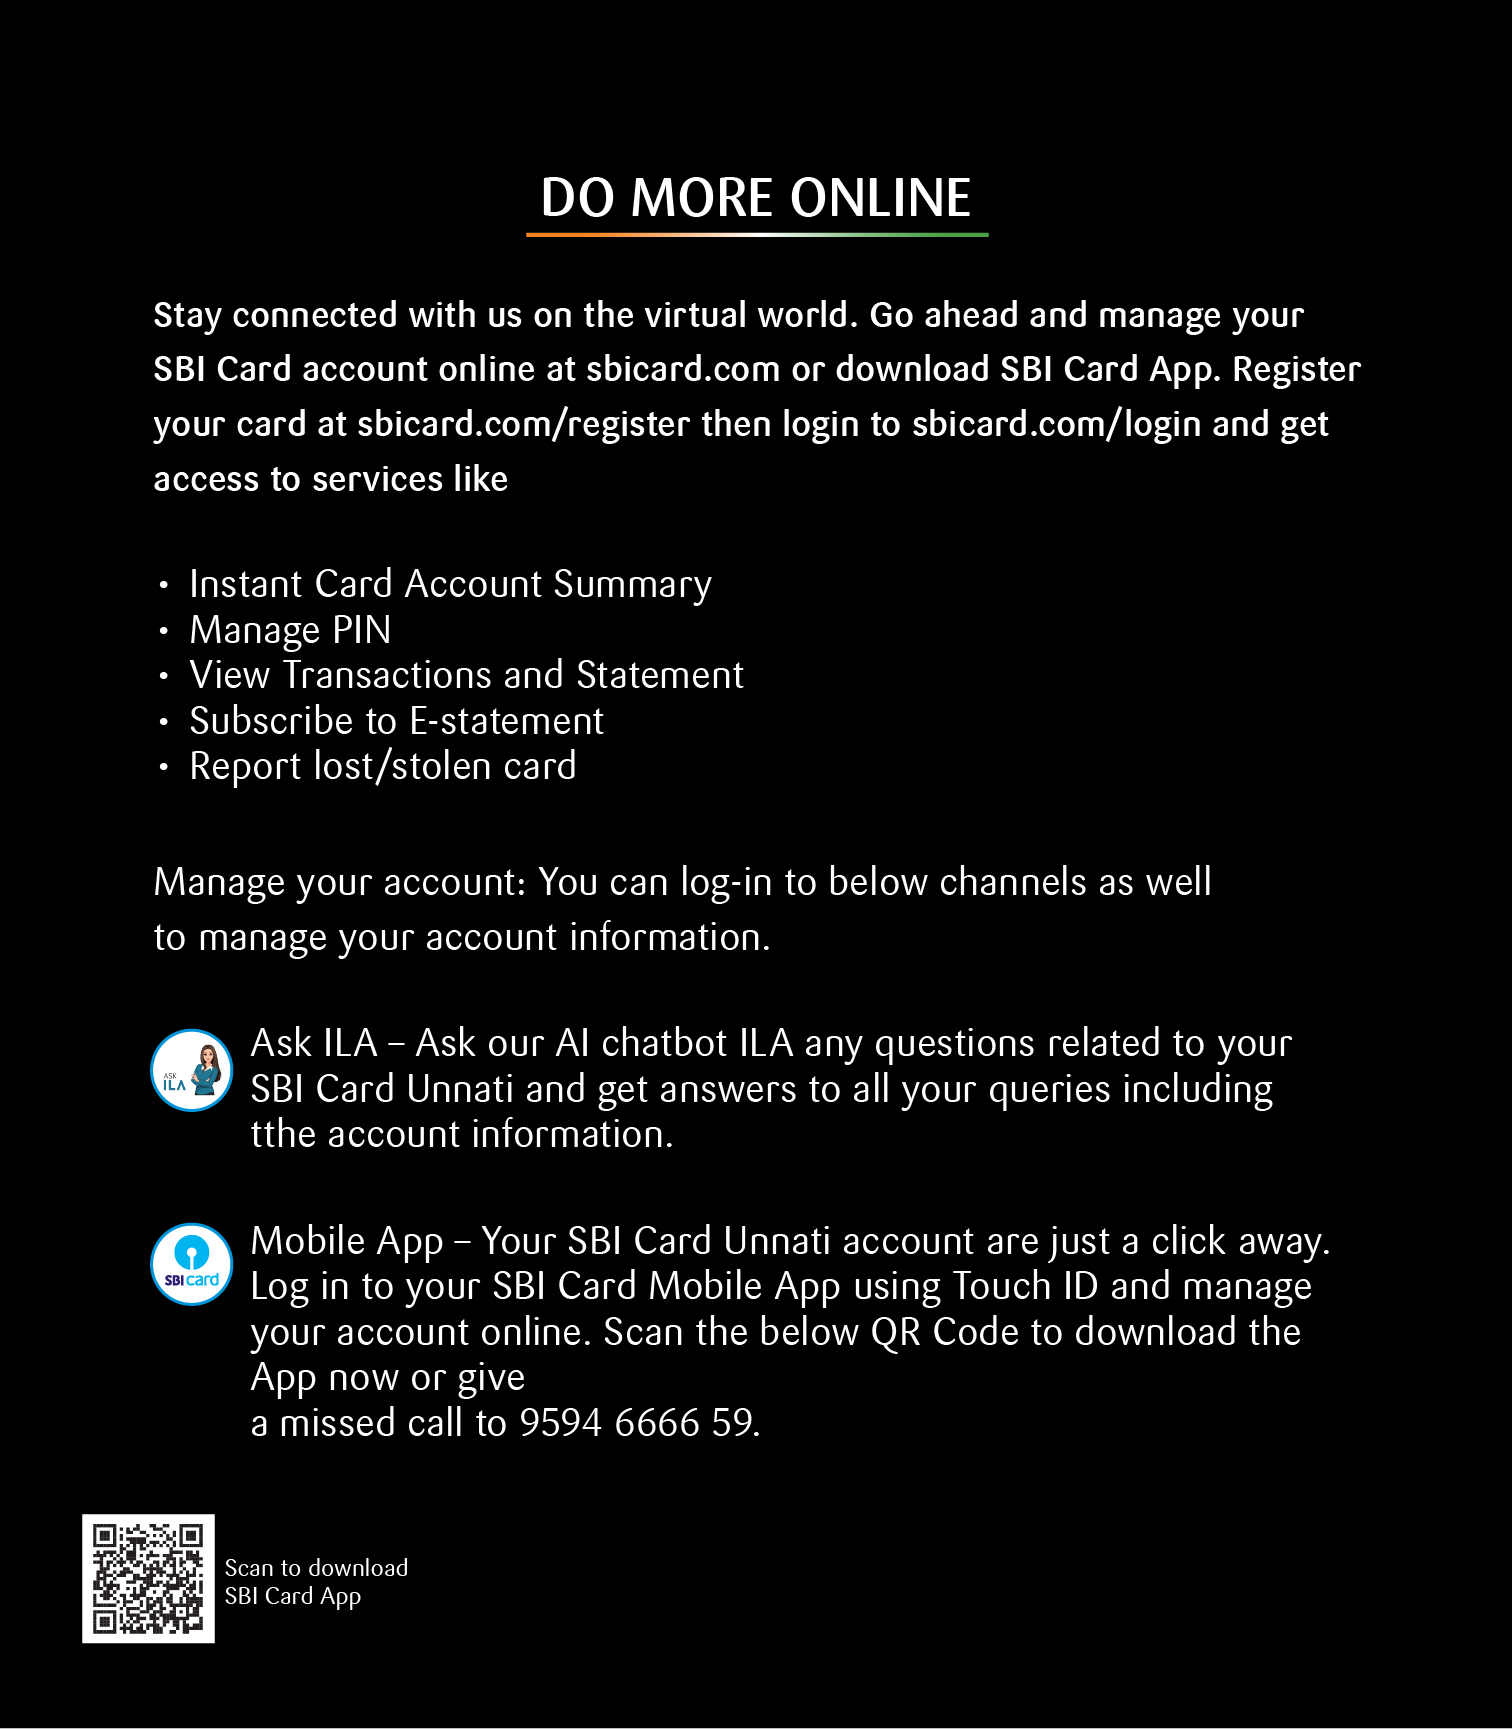 DO MORE ONLINE
Stay connected with us on the virtual world. Go ahead and manage your
SBI Card account online at sbicard.com or download SBI Card App. Register
your card at sbicard.com/register then login to sbicard.com/login and get
access to services like
• Instant Card Account Summary
• Manage PIN
• View Transactions and Statement
• Subscribe to E-statement
• Report lost/stolen card
Manage your account: You can log-in to below channels as well
to manage your account information.
ASK
ILA
Ask ILA – Ask our AI chatbot ILA any questions related to your
SBI Card Unnati and get answers to all your queries including
tthe account information.
SBI card
Mobile App – Your SBI Card Unnati account are just a click away.
Log in to your SBI Card Mobile App using Touch ID and manage
your account online. Scan the below QR Code to download the
App now or give
a missed call to 9594 6666 59.
Scan to download
SBI Card App